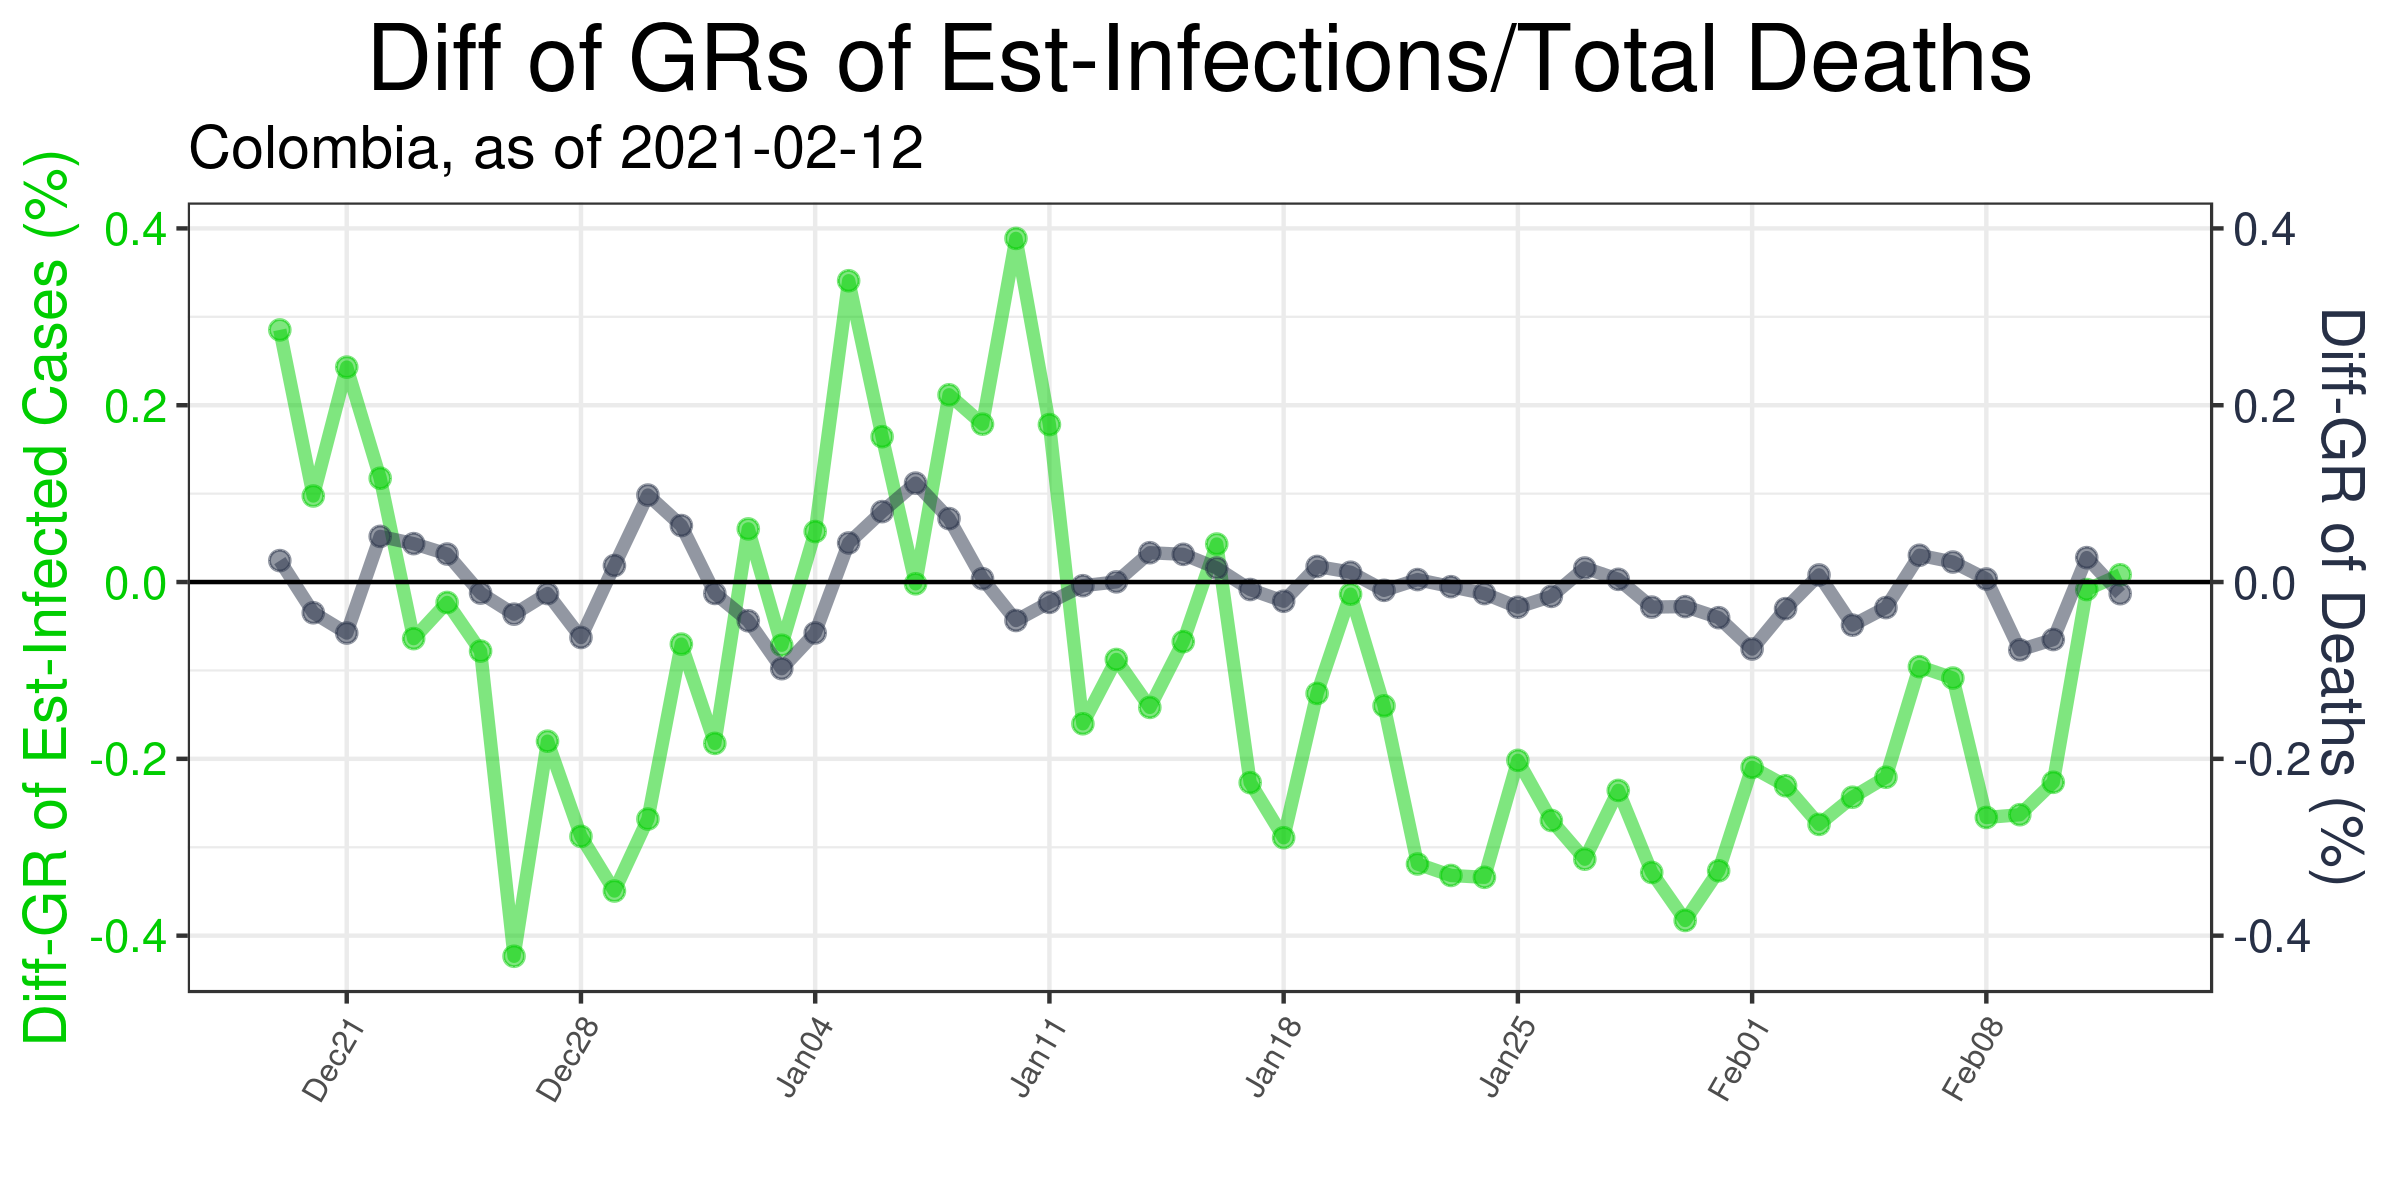 Diff of GRs of Est-Infections/Total Deaths
Colombia, as of 2021-02-12
Diff-GR of Est-Infected Cases (%)
0.4
0.2
0.0
-0.2
-0.4
0.4
0.2
0.0
-0.2
-0.4
Diff-GR of Deaths (%)
Dec21
Dec28
Jan04
Jan11
Jan18
Jan25
Feb01
Feb08